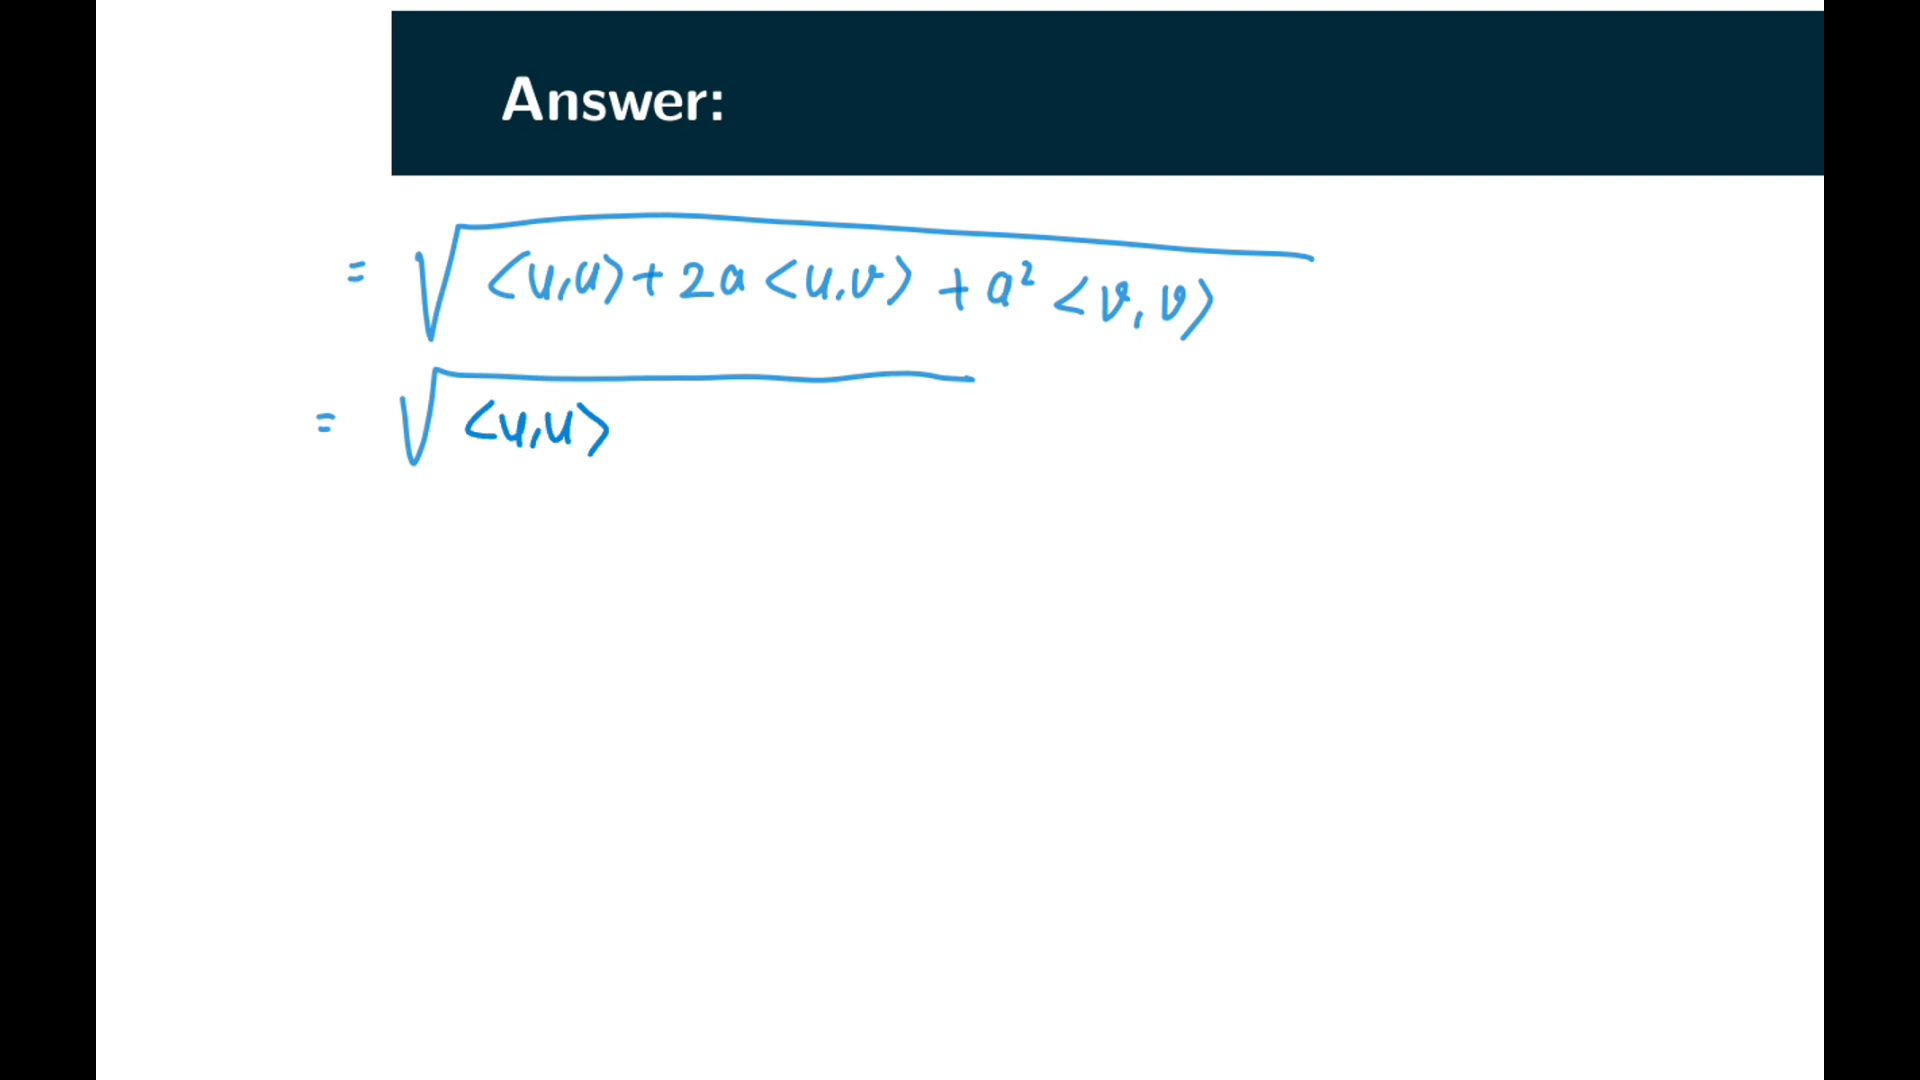 Answer:
= √<u,u> + 2a <u,v> + a² <v,v>
= √<u,u>